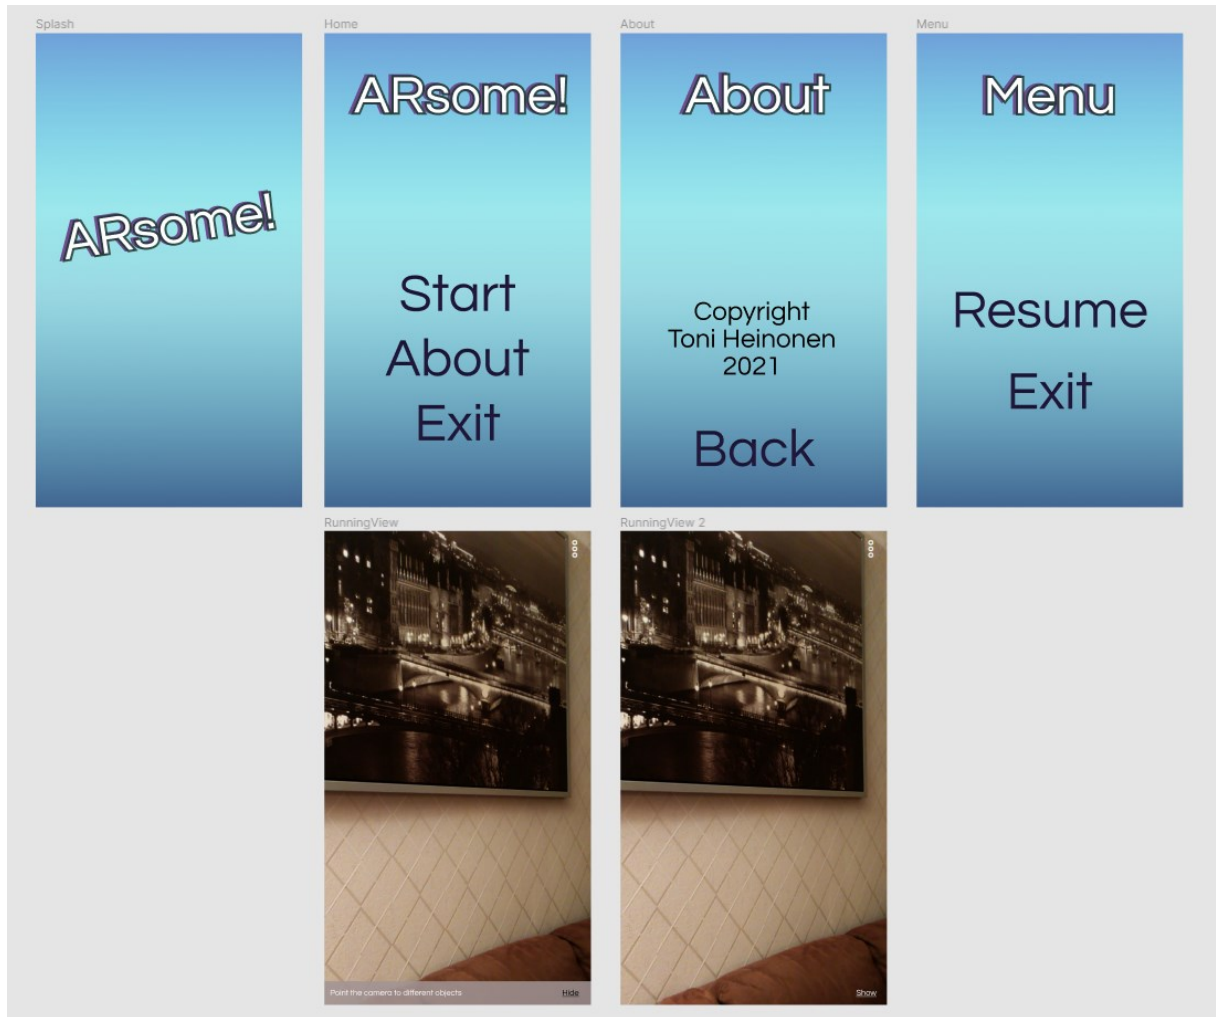 Splash
Home
About
Menu
ARsome!
ARsome!
Start
About
Exit
About
Copyright
Toni Heinonen
2021
Back
Menu
Resume
Exit
RunningView
RunningView 2
Point the camera to different objects
Hide
Show